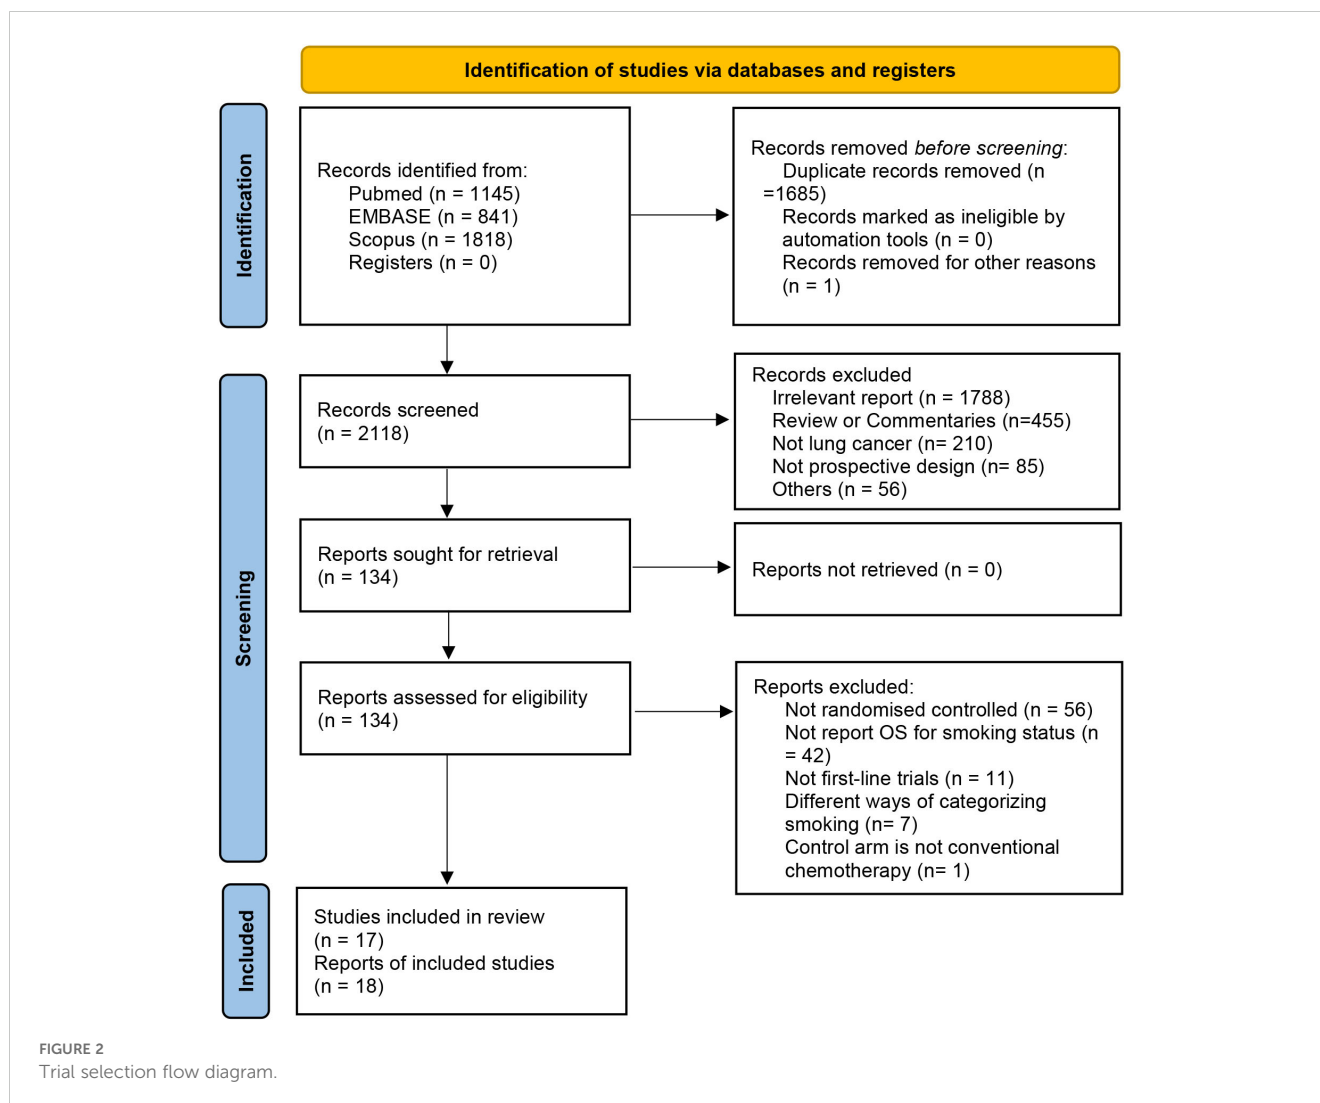 Identification of studies via databases and registers
Identification
Records identified from:
Pubmed (n = 1145)
EMBASE (n = 841)
Scopus (n = 1818)
Registers (n = 0)
Records removed before screening:
Duplicate records removed (n
=1685)
Records marked as ineligible by
automation tools (n = 0)
Records removed for other reasons
(n = 1)
Screening
Records screened
(n = 2118)
Records excluded
Irrelevant report (n = 1788)
Review or Commentaries (n=455)
Not lung cancer (n= 210)
Not prospective design (n= 85)
Others (n = 56)
Reports sought for retrieval
(n = 134)
Reports not retrieved (n = 0)
Reports assessed for eligibility
(n = 134)
Reports excluded:
Not randomised controlled (n = 56)
Not report OS for smoking status (n
= 42)
Not first-line trials (n = 11)
Different ways of categorizing
smoking (n= 7)
Control arm is not conventional
chemotherapy (n= 1)
Included
Studies included in review
(n = 17)
Reports of included studies
(n = 18)
FIGURE 2
Trial selection flow diagram.